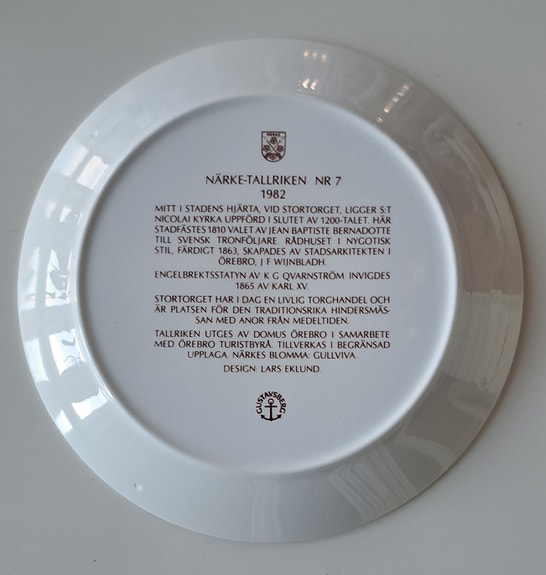 NÄRKE
NÄRKE-TALLRIKEN NR 7
1982
MITT I STADENS HJÄRTA, VID STORTORGET, LIGGER S:T
NICOLAI KYRKA UPPFÖRD I SLUTET AV 1200-TALET. HÄR
STADFÄSTES 1810 VALET AV JEAN BAPTISTE BERNADOTTE
TILL SVENSK TRONFÖLJARE. RÅDHUSET I NYGOTISK
STIL, FÄRDIGT 1863, SKAPADES AV STADSARKITEKTEN I
ÖREBRO, J F WIJNBLADH.
ENGELBREKTSSTATYN AV K G QVARNSTRÖM INVIGDES
1865 AV KARL XV.
STORTORGET HAR I DAG EN LIVLIG TORGHANDEL OCH
ÄR PLATSEN FÖR DEN TRADITIONSRIKA HINDERSMÄS-
SAN MED ANOR FRÅN MEDELTIDEN.
TALLRIKEN UTGES AV DOMUS ÖREBRO I SAMARBETE
MED ÖREBRO TURISTBYRÅ. TILLVERKAS I BEGRÄNSAD
UPPLAGA. NÄRKES BLOMMA: GULLVIVA.
DESIGN: LARS EKLUND.
GUSTAVSBERG